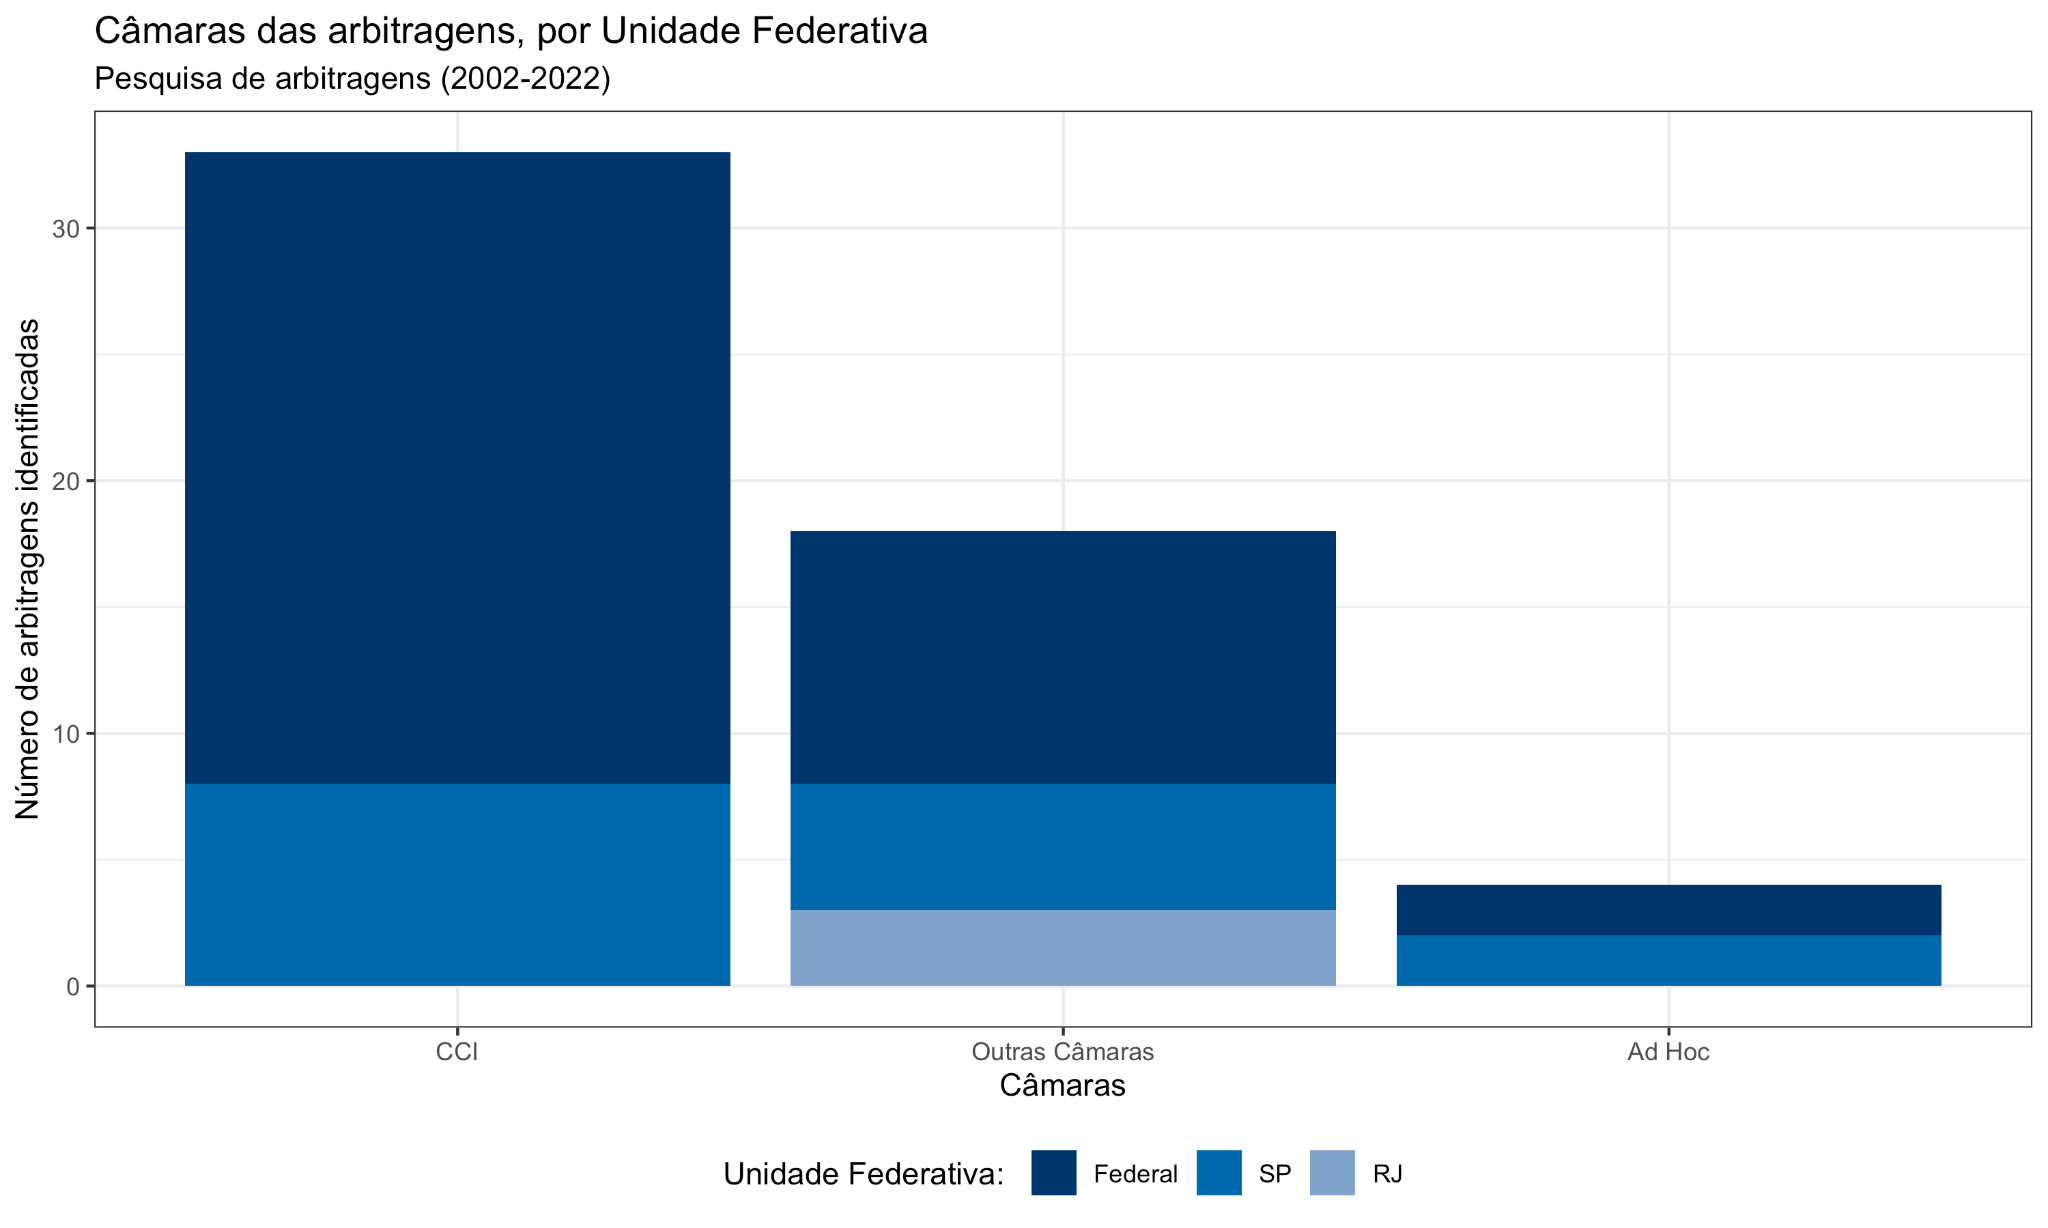 Câmaras das arbitragens, por Unidade Federativa
Pesquisa de arbitragens (2002-2022)
Número de arbitragens identificadas
30
20
10
0
CCI
Outras Câmaras
Ad Hoc
Câmaras
Unidade Federativa: Federal SP RJ